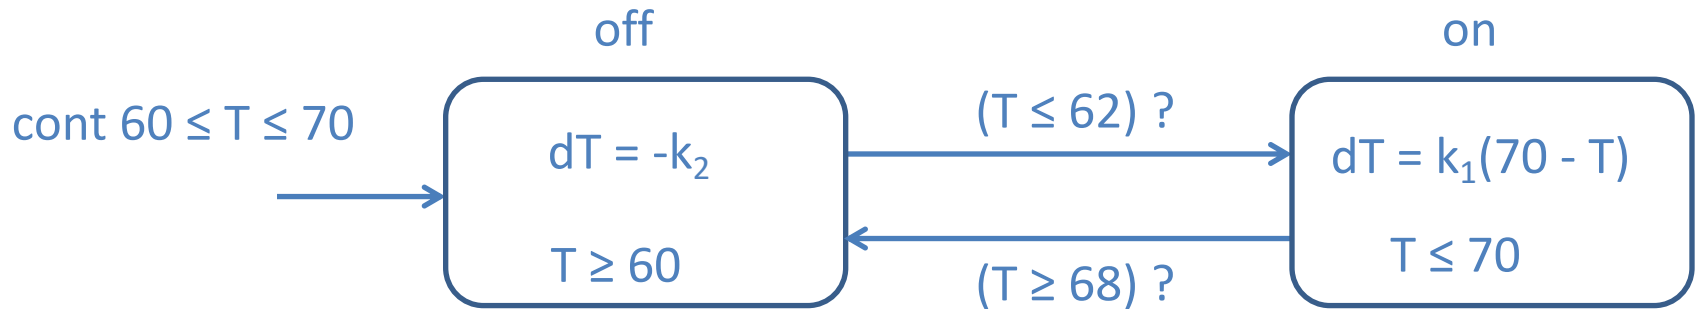 off
on
cont 60 ≤ T ≤ 70
dT = -k₂
T ≥ 60
(T ≤ 62) ?
(T ≥ 68) ?
dT = k₁(70 - T)
T ≤ 70